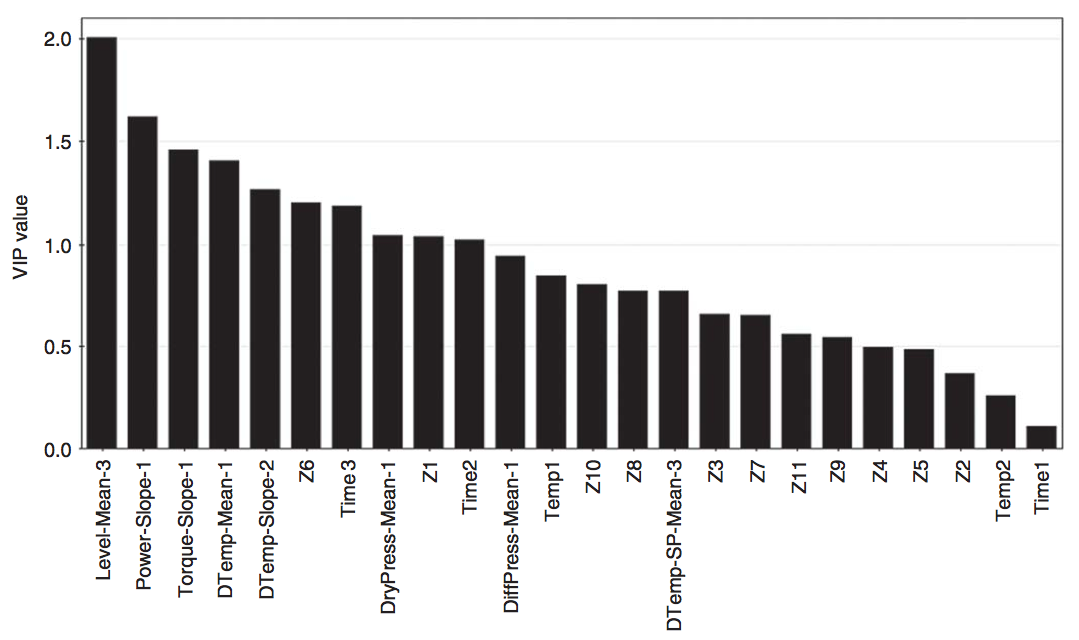 2.0
1.5
1.0
0.5
0.0
VIP value
Level-Mean-3
Power-Slope-1
Torque-Slope-1
DTemp-Mean-1
DTemp-Slope-2
Z6
Time3
DryPress-Mean-1
Z1
Time2
DiffPress-Mean-1
Temp1
Z10
Z8
DTemp-SP-Mean-3
Z3
Z7
Z11
Z9
Z4
Z5
Z2
Temp2
Time1